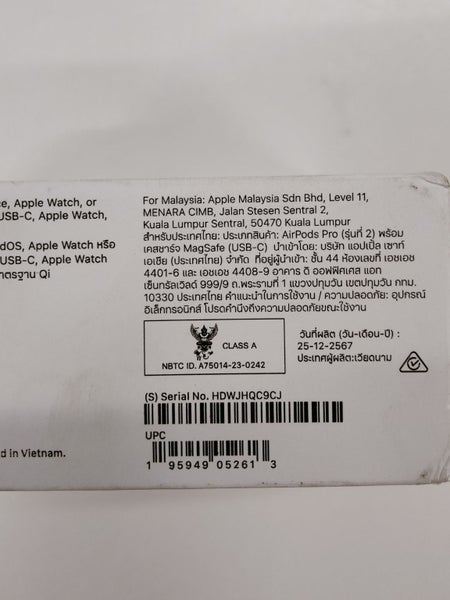 ce, Apple Watch, or
USB-C, Apple Watch,
dOS, Apple Watch หรือ
USB-C, Apple Watch
าตรฐาน Qi
d in Vietnam.
For Malaysia: Apple Malaysia Sdn Bhd, Level 11,
MENARA CIMB, Jalan Stesen Sentral 2,
Kuala Lumpur Sentral, 50470 Kuala Lumpur
สำหรับประเทศไทย: ประเภทสินค้า: AirPods Pro (รุ่นที่ 2) พร้อม
เคสชาร์จ MagSafe (USB-C) นำเข้าโดย: บริษัท แอปเปิ้ล เซาท์
เอเชีย (ประเทศไทย) จำกัด ที่อยู่ผู้นำเข้า: ชั้น 44 ห้องเลขที่ เอชเอช
4401-6 และ เอชเอช 4408-9 อาคาร ดิ ออฟฟิศเศส แอท
เซ็นทรัลเวิลด์ 999/9 ถ.พระรามที่ 1 แขวงปทุมวัน เขตปทุมวัน กทม.
10330 ประเทศไทย คำแนะนำในการใช้งาน / ความปลอดภัย: อุปกรณ์
อิเล็กทรอนิกส์ โปรดคำนึงถึงความปลอดภัยขณะใช้งาน
CLASS A
NBTC ID. A75014-23-0242
วันที่ผลิต (วัน-เดือน-ปี) :
25-12-2567
ประเทศผู้ผลิต:เวียดนาม
(S) Serial No. HDWJHQC9CJ
UPC
1 95949 05261 3